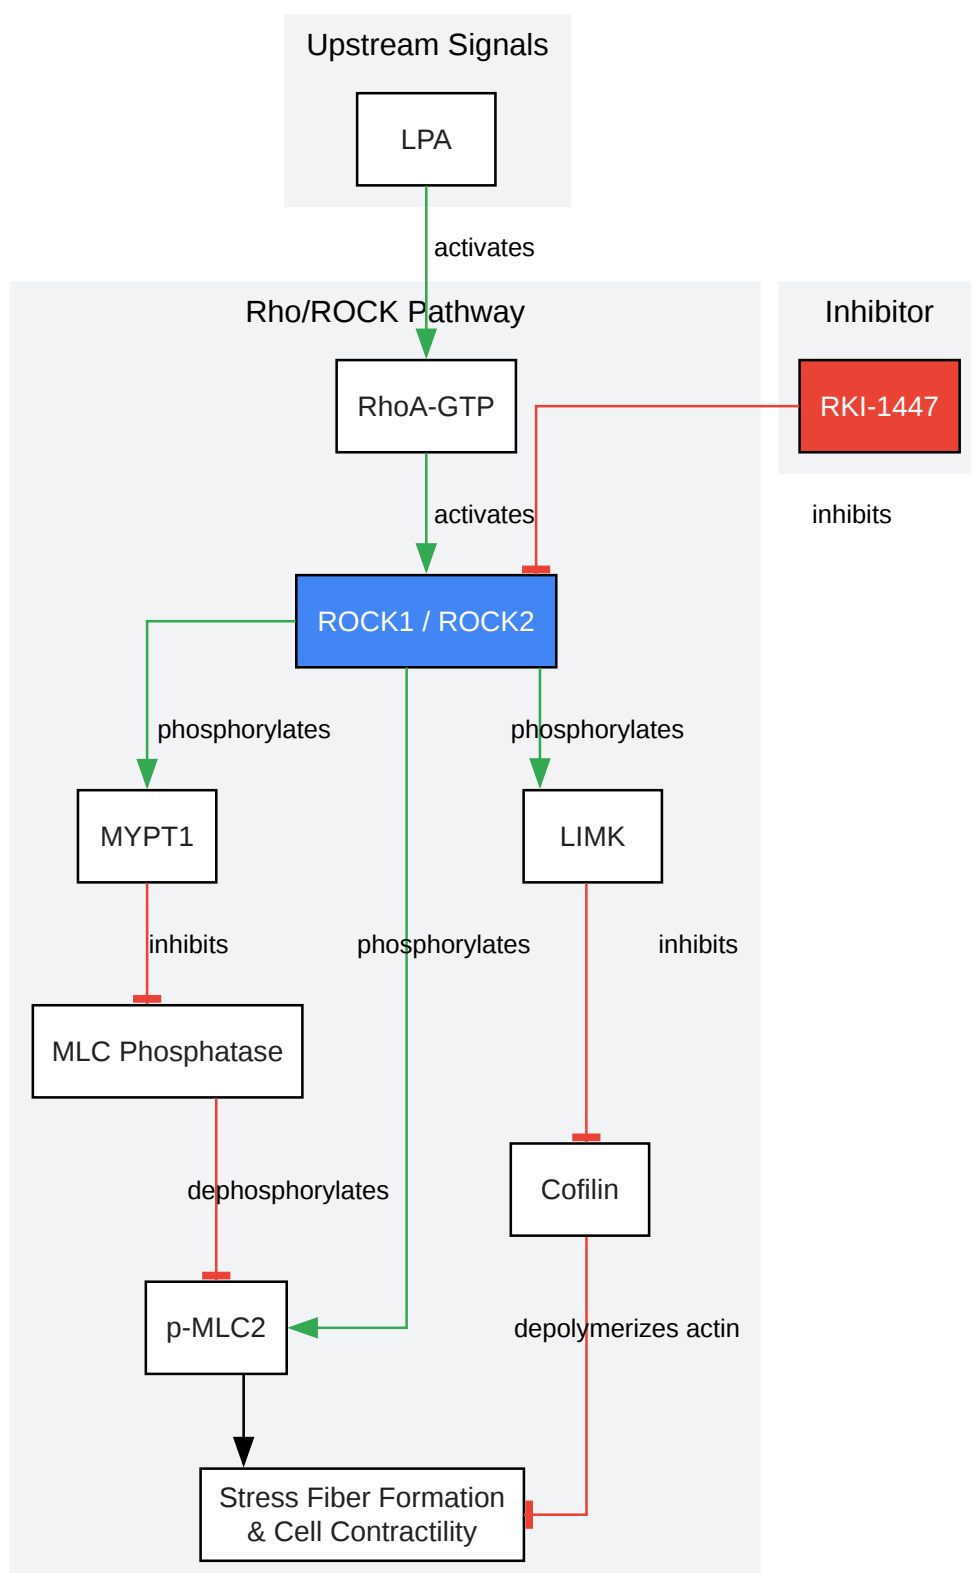 Upstream Signals
LPA
activates
Rho/ROCK Pathway
Inhibitor
RhoA-GTP
RKI-1447
activates
inhibits
ROCK1 / ROCK2
phosphorylates
phosphorylates
MYPT1
LIMK
inhibits
phosphorylates
inhibits
MLC Phosphatase
dephosphorylates
Cofilin
p-MLC2
depolymerizes actin
Stress Fiber Formation
& Cell Contractility